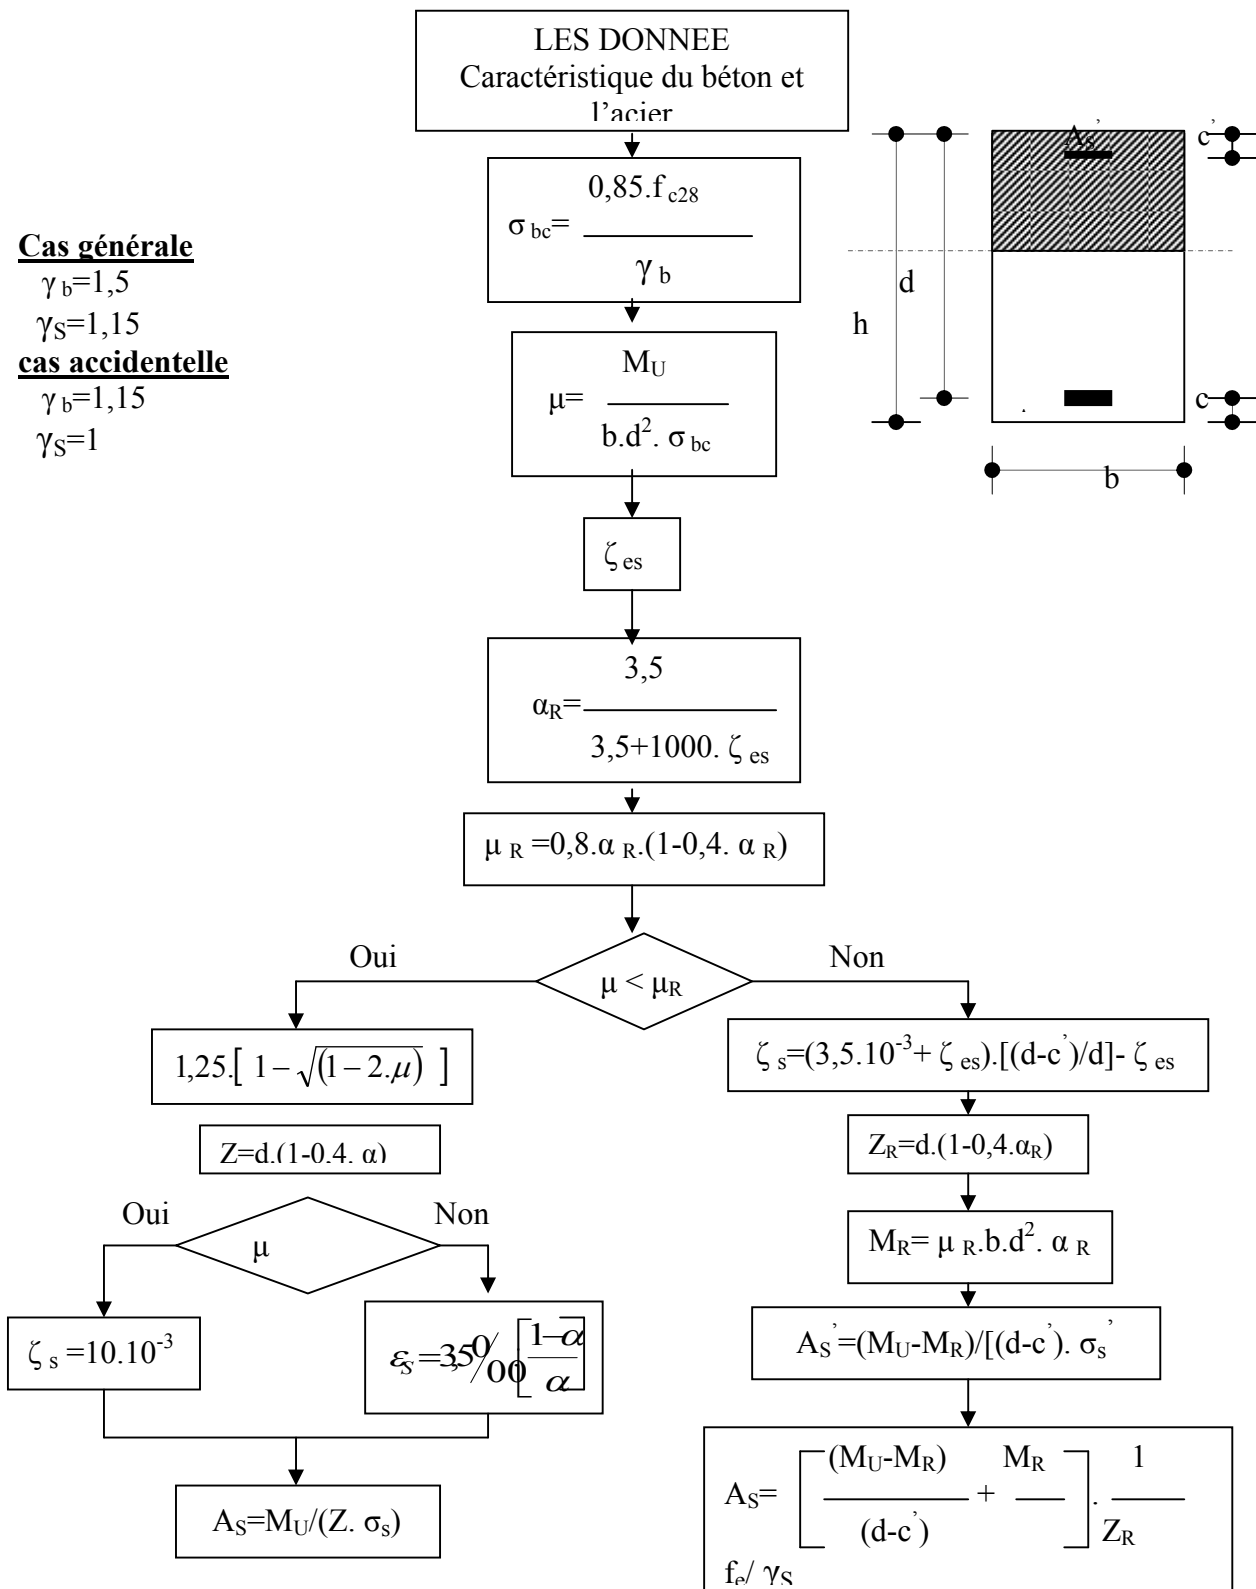 LES DONNEE
Caractéristique du béton et
l’acier
σ bc= 0,85.f c28 / γ b
Cas générale
γ b=1,5
γS=1,15
cas accidentelle
γ b=1,15
γS=1
As’
c’
d
h
c
b
μ= MU / b.d². σ bc
ζ es
αR= 3,5 / 3,5+1000. ζ es
μ R =0,8.α R.(1-0,4. α R)
Oui
μ < μR
Non
1,25.[ 1−√(1−2.μ) ]
Z=d.(1-0,4. α)
Oui
μ
Non
ζ s =10.10⁻³
εs=3,5 0/00 [1−α / α]
AS=MU/(Z. σs)
ζ s=(3,5.10⁻³+ ζ es).[(d-c’)/d]- ζ es
ZR=d.(1-0,4.αR)
MR= μ R.b.d². α R
AS’=(MU-MR)/[(d-c’). σs’
AS= [ (MU-MR) / (d-c’) + MR ] . 1 / ZR
fe/ γS